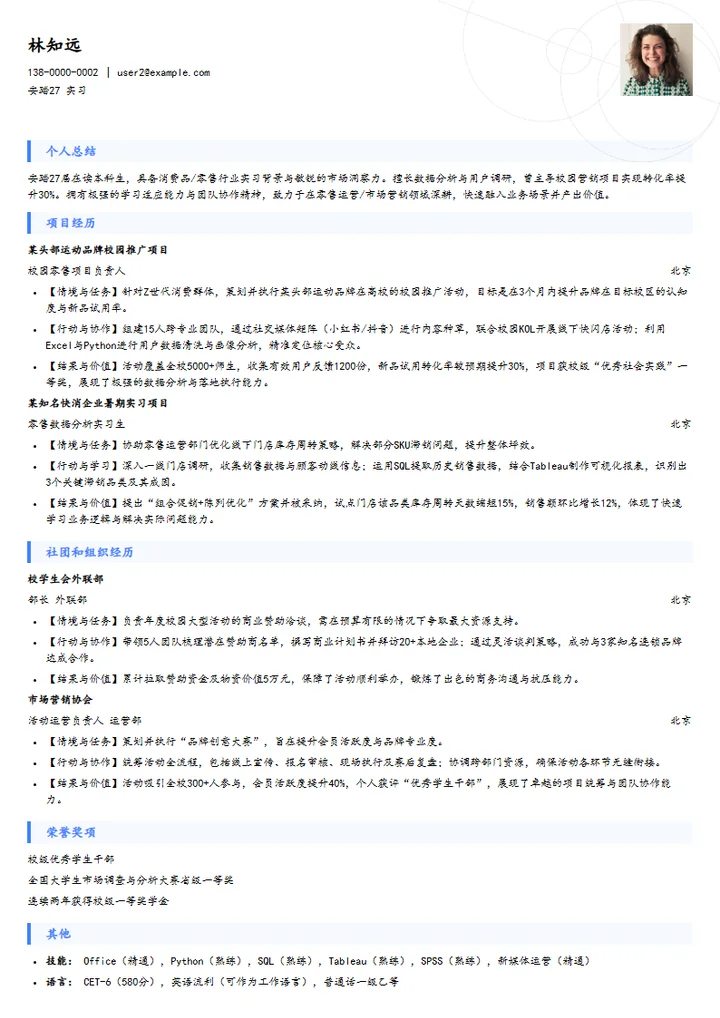 林知远
138-0000-0002 | user2@example.com
安踏27 实习
个人总结
安踏27届在读本科生，具备消费品/零售行业实习背景与敏锐的市场洞察力。擅长数据分析与用户调研，曾主导校园营销项目实现转化率提
升30%。拥有极强的学习适应能力与团队协作精神，致力于在零售运营/市场营销领域深耕，快速融入业务场景并产出价值。
项目经历
某头部运动品牌校园推广项目
校园零售项目负责人 北京
• 【情境与任务】针对Z世代消费群体，策划并执行某头部运动品牌在高校的校园推广活动，目标是在3个月内提升品牌在目标校区的认知
度与新品试用率。
• 【行动与协作】组建15人跨专业团队，通过社交媒体矩阵（小红书/抖音）进行内容种草，联合校园KOL开展线下快闪店活动；利用
Excel与Python进行用户数据清洗与画像分析，精准定位核心受众。
• 【结果与价值】活动覆盖全校5000+师生，收集有效用户反馈1200份，新品试用转化率较预期提升30%，项目获校级“优秀社会实践”一
等奖，展现了极强的数据分析与落地执行能力。
某知名快消企业暑期实习项目
零售数据分析实习生 北京
• 【情境与任务】协助零售运营部门优化线下门店库存周转策略，解决部分SKU滞销问题，提升整体坪效。
• 【行动与学习】深入一线门店调研，收集销售数据与顾客动线信息；运用SQL提取历史销售数据，结合Tableau制作可视化报表，识别出
3个关键滞销品类及其成因。
• 【结果与价值】提出“组合促销+陈列优化”方案并被采纳，试点门店该品类库存周转天数缩短15%，销售额环比增长12%，体现了快速
学习业务逻辑与解决实际问题能力。
社团和组织经历
校学生会外联部
部长 外联部 北京
• 【情境与任务】负责年度校园大型活动的商业赞助洽谈，需在预算有限的情况下争取最大资源支持。
• 【行动与协作】带领5人团队梳理潜在赞助商名单，撰写商业计划书并拜访20+本地企业；通过灵活谈判策略，成功与3家知名连锁品牌
达成合作。
• 【结果与价值】累计拉取赞助资金及物资价值5万元，保障了活动顺利举办，锻炼了出色的商务沟通与抗压能力。
市场营销协会
活动运营负责人 运营部 北京
• 【情境与任务】策划并执行“品牌创意大赛”，旨在提升会员活跃度与品牌专业度。
• 【行动与协作】统筹活动全流程，包括线上宣传、报名审核、现场执行及赛后复盘；协调跨部门资源，确保活动各环节无缝衔接。
• 【结果与价值】活动吸引全校300+人参与，会员活跃度提升40%，个人获评“优秀学生干部”，展现了卓越的项目统筹与团队协作能
力。
荣誉奖项
校级优秀学生干部
全国大学生市场调查与分析大赛省级一等奖
连续两年获得校级一等奖学金
其他
• 技能： Office（精通），Python（熟练），SQL（熟练），Tableau（熟练），SPSS（熟练），新媒体运营（精通）
• 语言： CET-6（580分），英语流利（可作为工作语言），普通话一级乙等